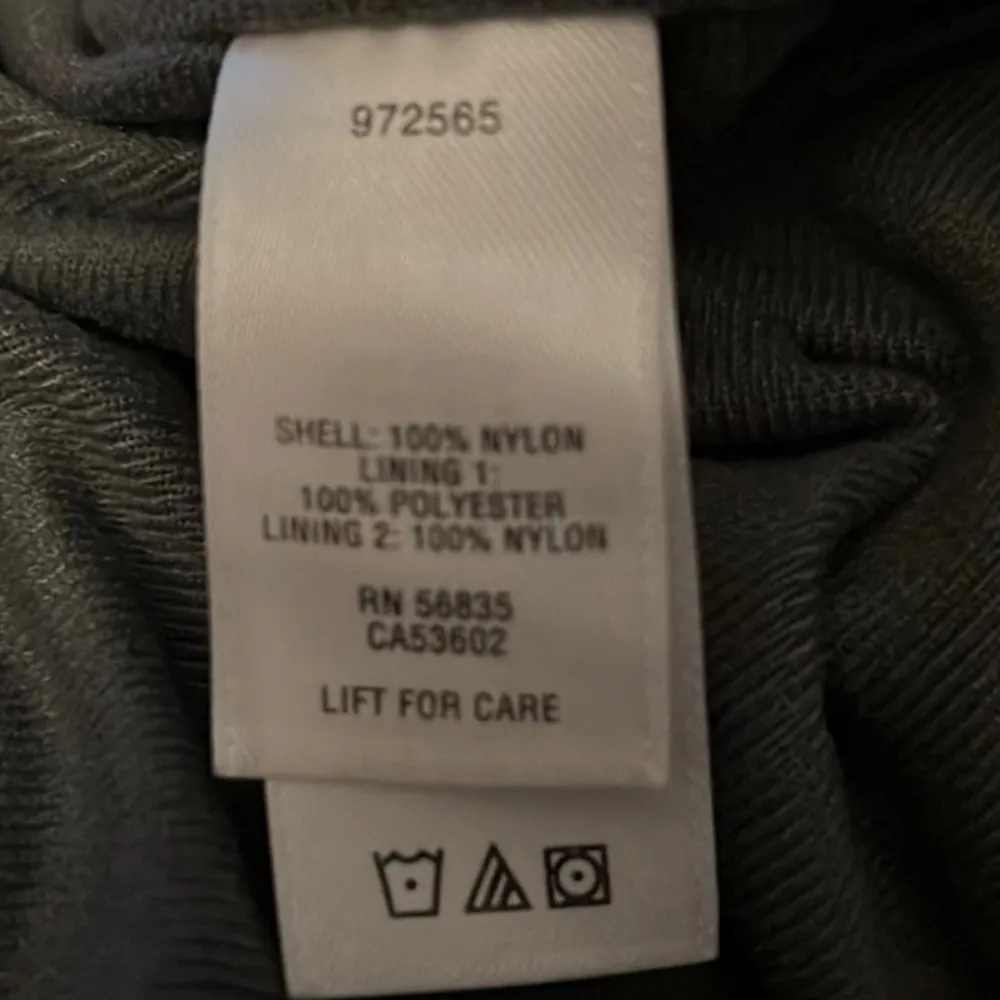 972565
SHELL: 100% NYLON
LINING 1:
100% POLYESTER
LINING 2: 100% NYLON
RN 56835
CA53602
LIFT FOR CARE